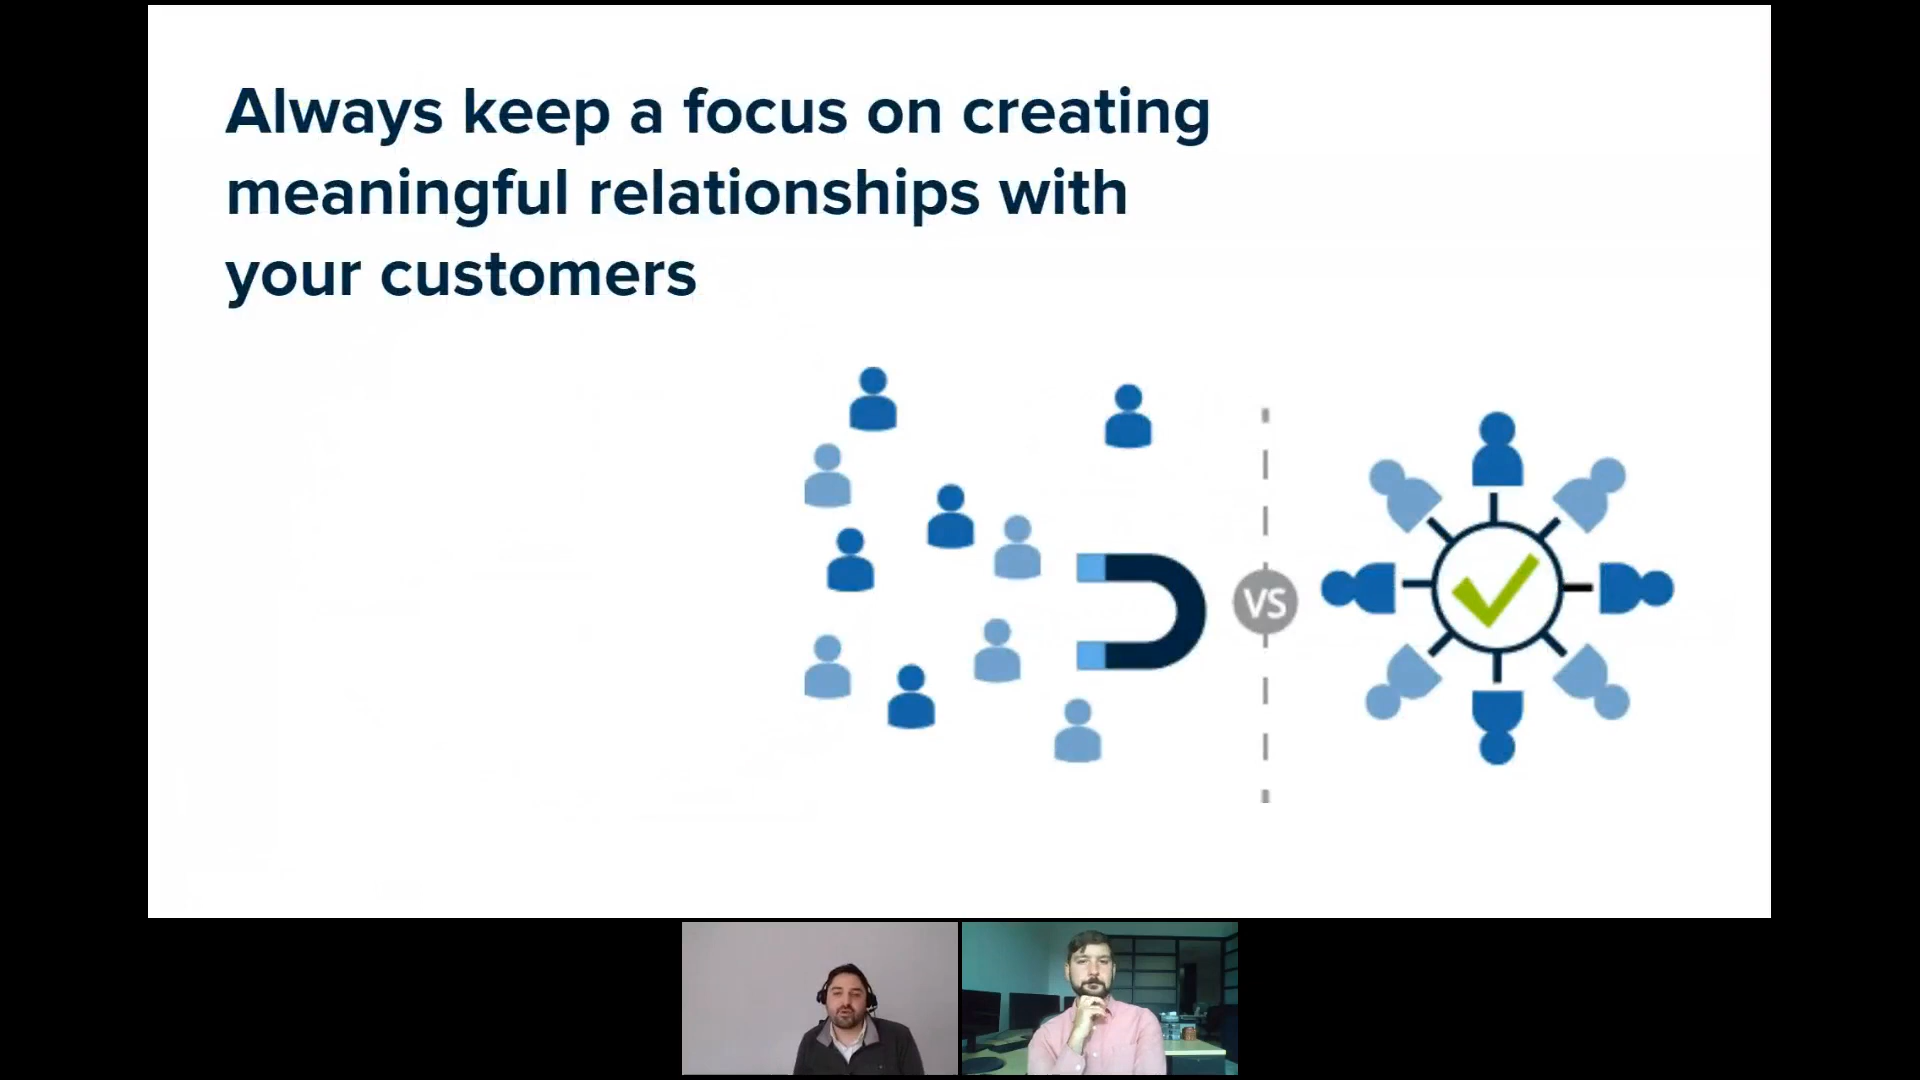 Always keep a focus on creating
meaningful relationships with
your customers
VS